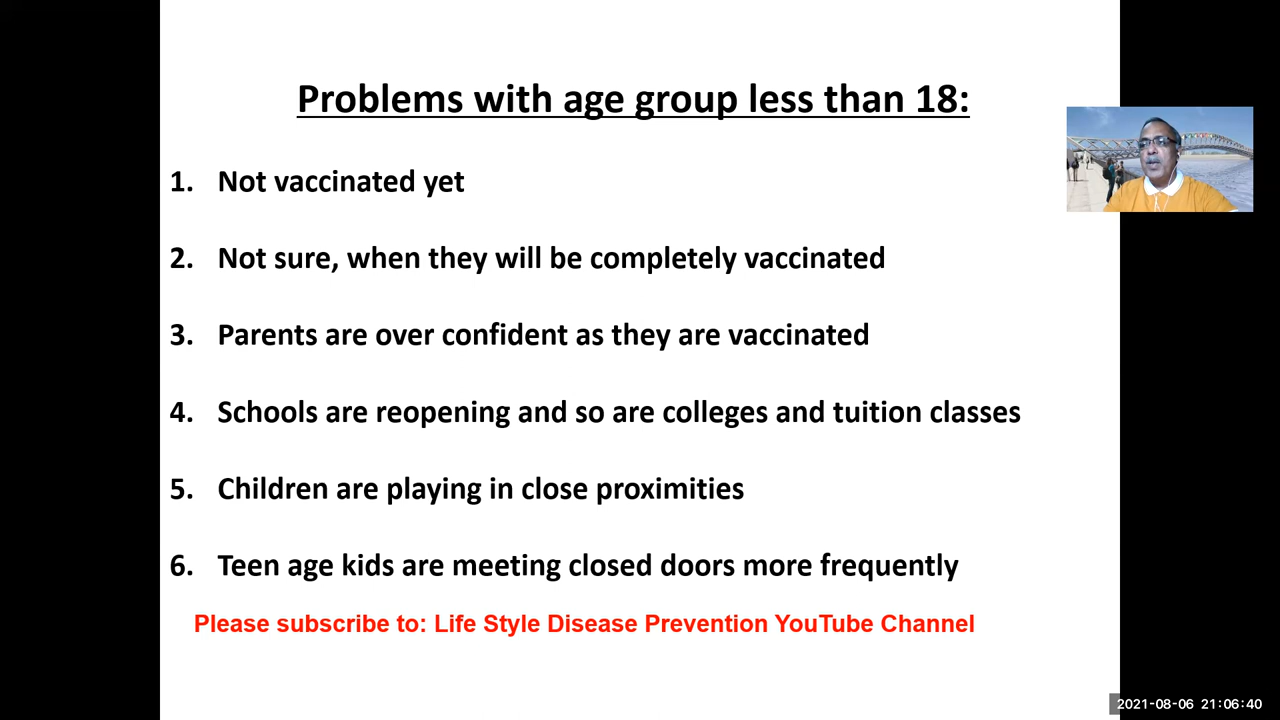 Problems with age group less than 18:
1. Not vaccinated yet
2. Not sure, when they will be completely vaccinated
3. Parents are over confident as they are vaccinated
4. Schools are reopening and so are colleges and tuition classes
5. Children are playing in close proximities
6. Teen age kids are meeting closed doors more frequently
Please subscribe to: Life Style Disease Prevention YouTube Channel
2021-08-06 21:06:40